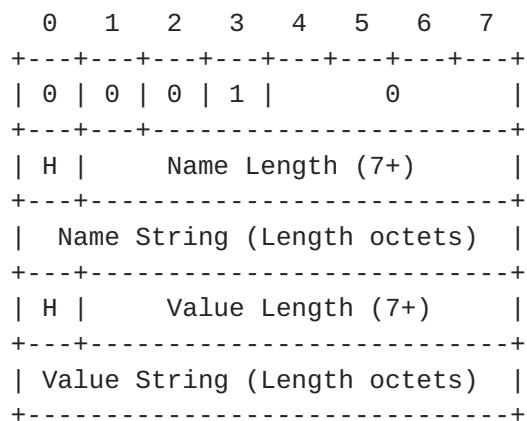 0   1   2   3   4   5   6   7
+---+---+---+---+---+---+---+---+
| 0 | 0 | 0 | 1 |       0       |
+---+---+-----------------------+
| H |     Name Length (7+)      |
+---+---------------------------+
|  Name String (Length octets)  |
+---+---------------------------+
| H |     Value Length (7+)     |
+---+---------------------------+
| Value String (Length octets)  |
+-------------------------------+